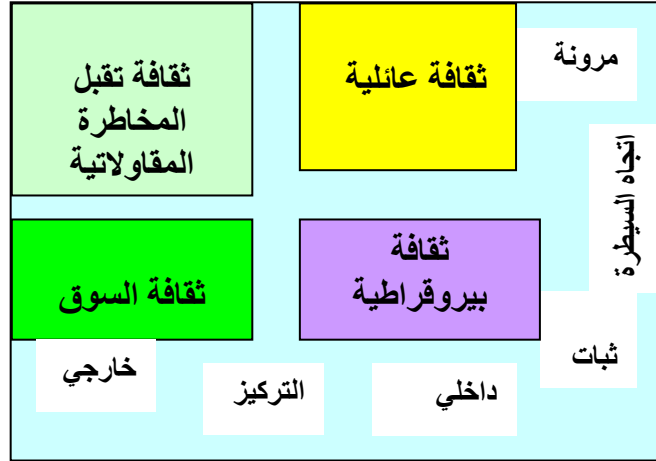 مرونة
ثقافة عائلية
ثقافة تقبل
المخاطرة
المقاولاتية
اتجاه السيطرة
ثقافة
بيروقراطية
ثقافة السوق
ثبات
داخلي
التركيز
خارجي